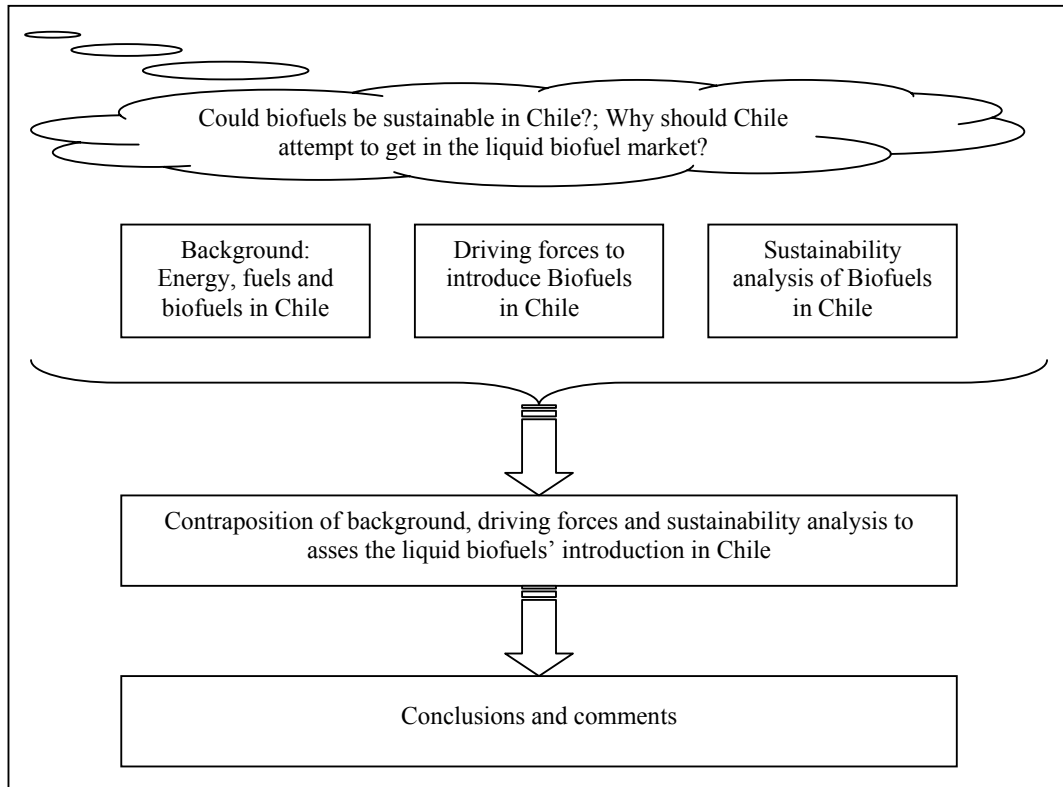 Could biofuels be sustainable in Chile?; Why should Chile
attempt to get in the liquid biofuel market?
Background:
Energy, fuels and
biofuels in Chile
Driving forces to
introduce Biofuels
in Chile
Sustainability
analysis of Biofuels
in Chile
Contraposition of background, driving forces and sustainability analysis to
asses the liquid biofuels’ introduction in Chile
Conclusions and comments